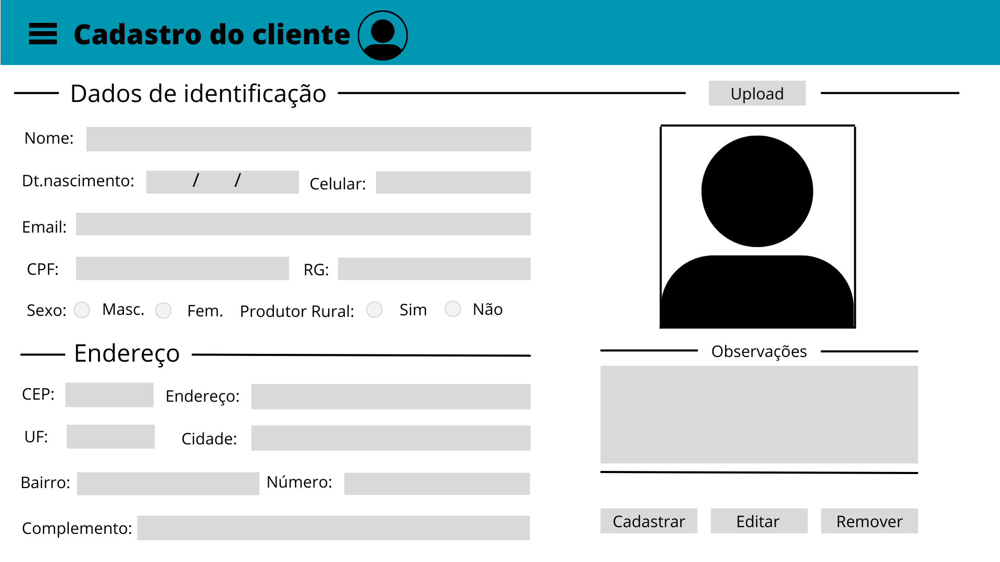 Cadastro do cliente
Dados de identificação
Upload
Nome:
Dt.nascimento: / / Celular:
Email:
CPF: RG:
Sexo: Masc. Fem. Produtor Rural: Sim Não
Endereço
Observações
CEP: Endereço:
UF: Cidade:
Bairro: Número:
Complemento:
Cadastrar Editar Remover